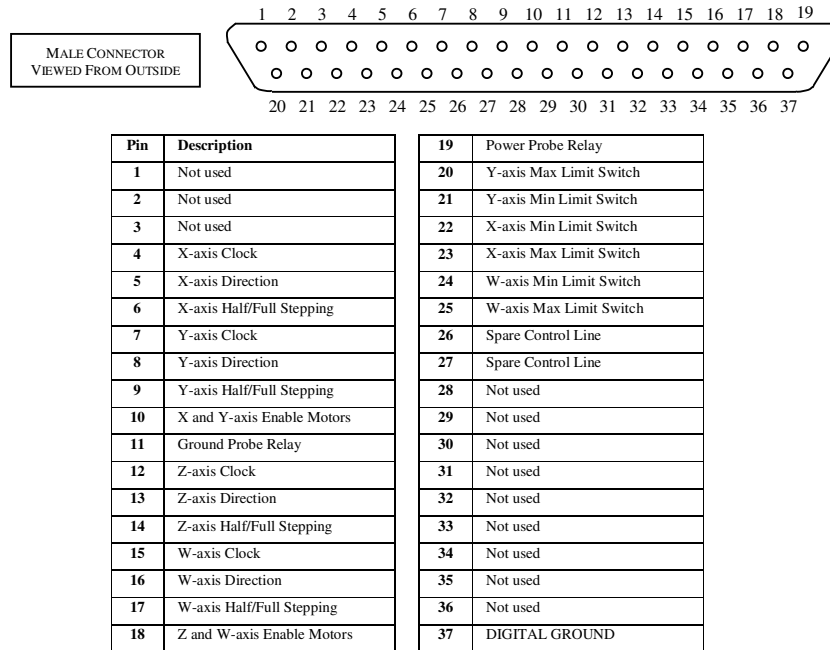 1 2 3 4 5 6 7 8 9 10 11 12 13 14 15 16 17 18 19
MALE CONNECTOR
VIEWED FROM OUTSIDE
20 21 22 23 24 25 26 27 28 29 30 31 32 33 34 35 36 37
Pin Description
1 Not used
2 Not used
3 Not used
4 X-axis Clock
5 X-axis Direction
6 X-axis Half/Full Stepping
7 Y-axis Clock
8 Y-axis Direction
9 Y-axis Half/Full Stepping
10 X and Y-axis Enable Motors
11 Ground Probe Relay
12 Z-axis Clock
13 Z-axis Direction
14 Z-axis Half/Full Stepping
15 W-axis Clock
16 W-axis Direction
17 W-axis Half/Full Stepping
18 Z and W-axis Enable Motors
19 Power Probe Relay
20 Y-axis Max Limit Switch
21 Y-axis Min Limit Switch
22 X-axis Min Limit Switch
23 X-axis Max Limit Switch
24 W-axis Min Limit Switch
25 W-axis Max Limit Switch
26 Spare Control Line
27 Spare Control Line
28 Not used
29 Not used
30 Not used
31 Not used
32 Not used
33 Not used
34 Not used
35 Not used
36 Not used
37 DIGITAL GROUND